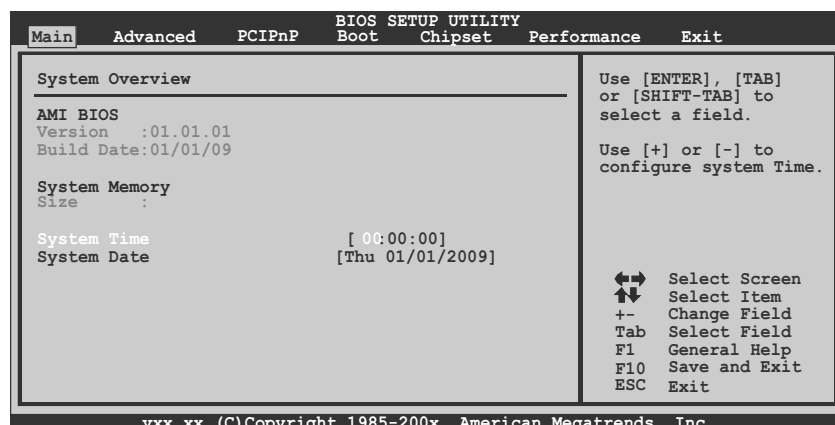 BIOS SETUP UTILITY
Main Advanced PCIPnP Boot Chipset Performance Exit
System Overview
AMI BIOS
Version :01.01.01
Build Date:01/01/09
System Memory
Size :
System Time [ 00:00:00]
System Date [Thu 01/01/2009]
Use [ENTER], [TAB]
or [SHIFT-TAB] to
select a field.
Use [+] or [-] to
configure system Time.
Select Screen
Select Item
+- Change Field
Tab Select Field
F1 General Help
F10 Save and Exit
ESC Exit
vxx.xx (C)Copyright 1985-200x, American Megatrends, Inc.